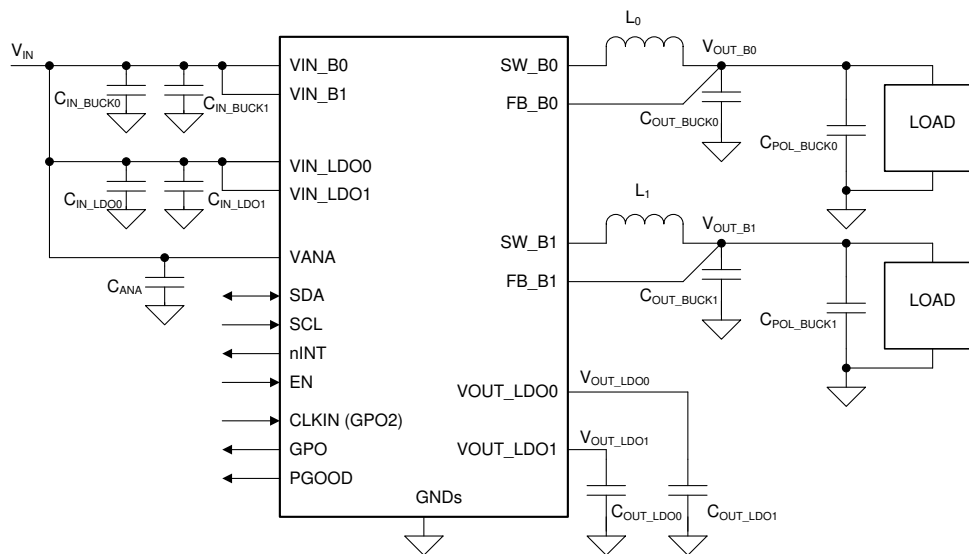 L0
VIN
VOUT_B0
VIN_B0
SW_B0
VIN_B1
FB_B0
CIN_BUCK0
CIN_BUCK1
COUT_BUCK0
LOAD
CPOL_BUCK0
VIN_LDO0
VIN_LDO1
CIN_LDO0
CIN_LDO1
L1
VOUT_B1
SW_B1
VANA
FB_B1
CANA
COUT_BUCK1
LOAD
CPOL_BUCK1
SDA
SCL
nINT
EN
VOUT_LDO0
VOUT_LDO0
CLKIN (GPO2)
GPO
VOUT_LDO1
VOUT_LDO1
PGOOD
GNDs
COUT_LDO0
COUT_LDO1